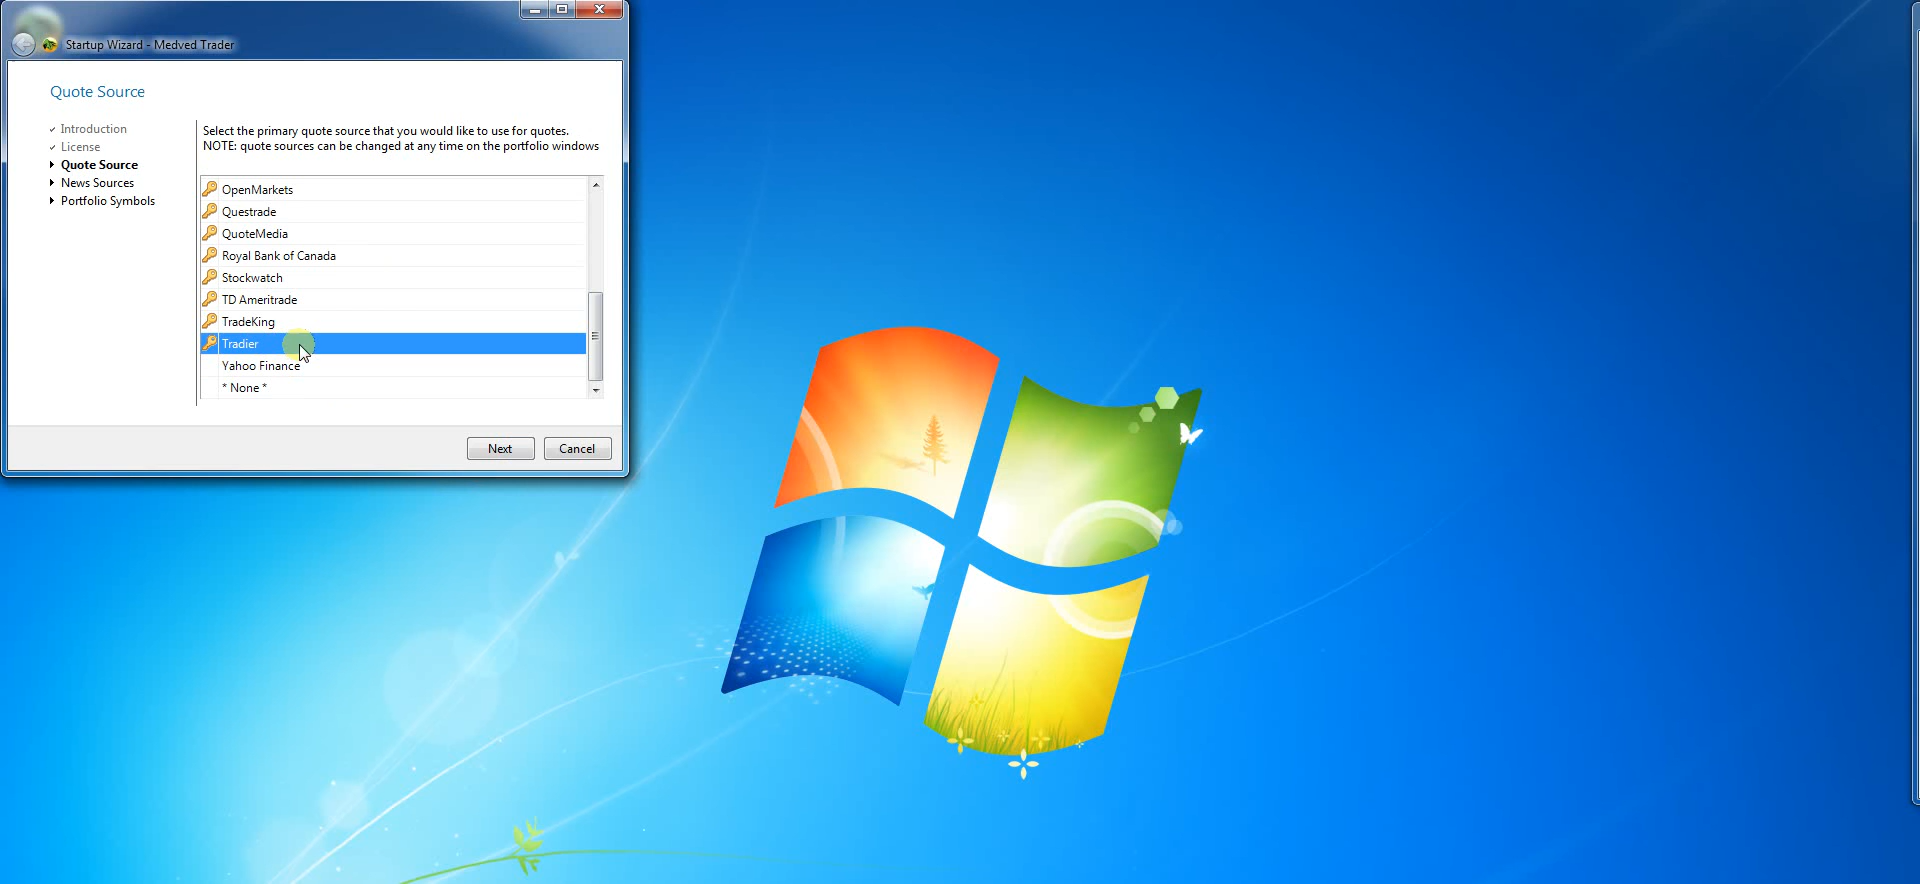 Startup Wizard - Medved Trader
Quote Source
Introduction
License
Quote Source
News Sources
Portfolio Symbols
Select the primary quote source that you would like to use for quotes.
NOTE: quote sources can be changed at any time on the portfolio windows
OpenMarkets
Questrade
QuoteMedia
Royal Bank of Canada
Stockwatch
TD Ameritrade
TradeKing
Tradier
Yahoo Finance
* None *
Next
Cancel